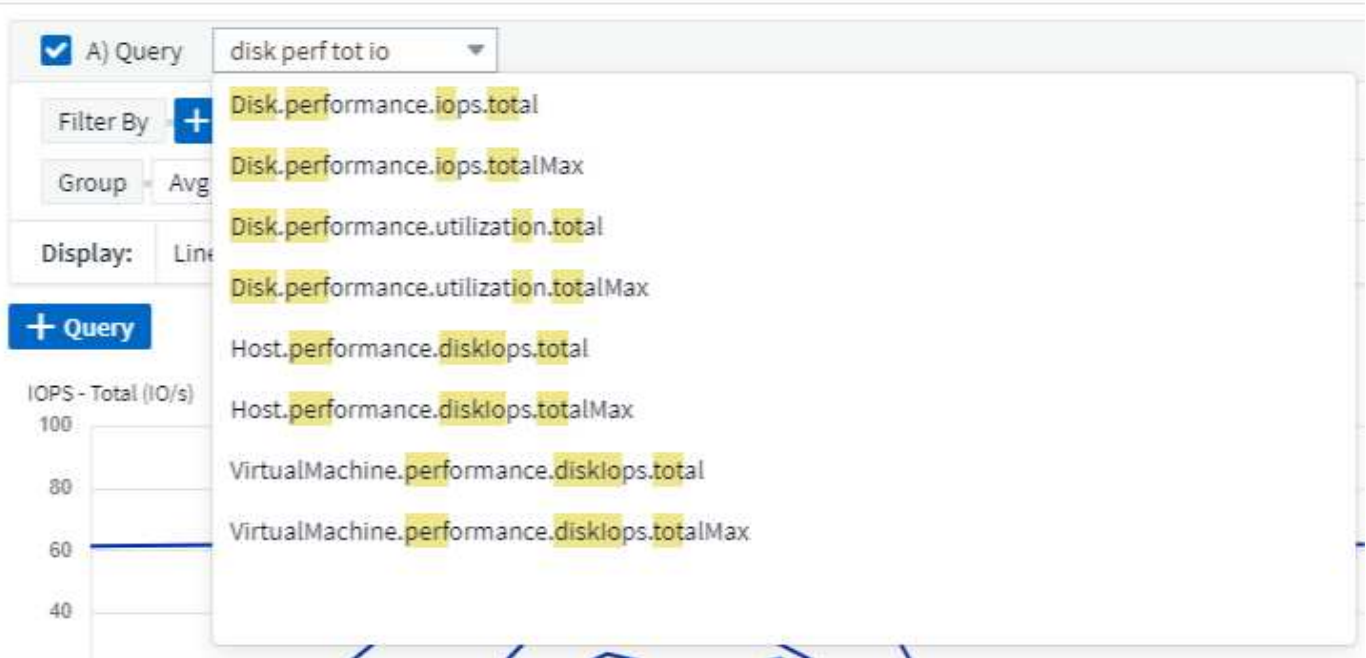 A) Query disk perf tot io
Filter By +
Disk.performance.iops.total
Disk.performance.iops.totalMax
Group Avg
Disk.performance.utilization.total
Display: Line
Disk.performance.utilization.totalMax
+ Query
Host.performance.diskIops.total
IOPS - Total (IO/s)
Host.performance.diskIops.totalMax
100
VirtualMachine.performance.diskIops.total
80
VirtualMachine.performance.diskIops.totalMax
60
40